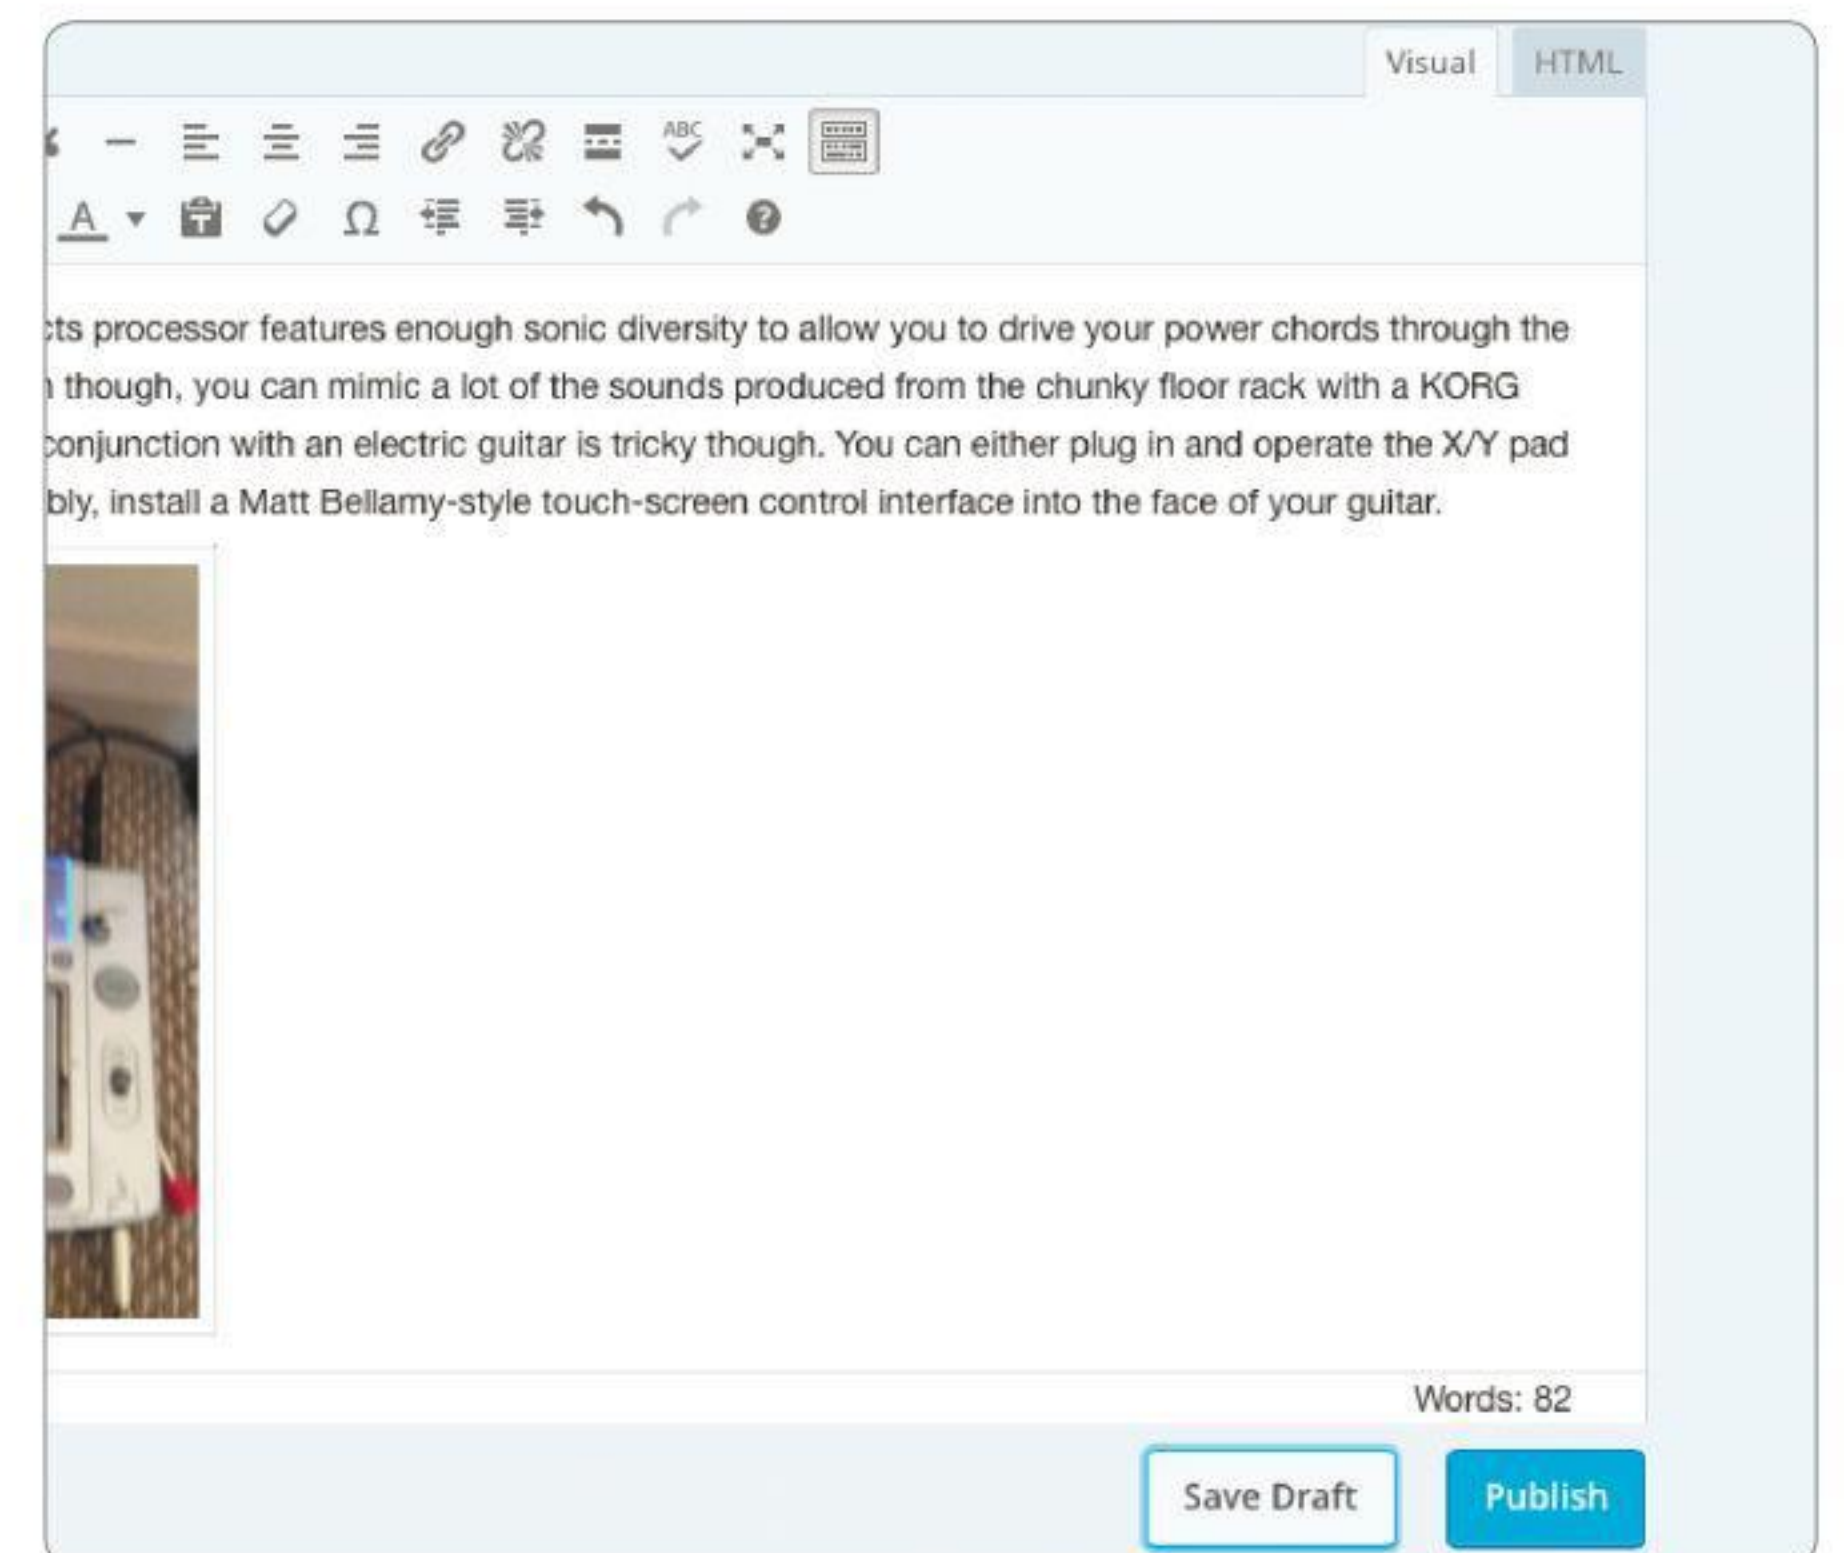 Visual HTML
ABC
A
T
Ω
?
processor features enough sonic diversity to allow you to drive your power chords through the
though, you can mimic a lot of the sounds produced from the chunky floor rack with a KORG
conjunction with an electric guitar is tricky though. You can either plug in and operate the X/Y pad
bly, install a Matt Bellamy-style touch-screen control interface into the face of your guitar.
Words: 82
Save Draft Publish